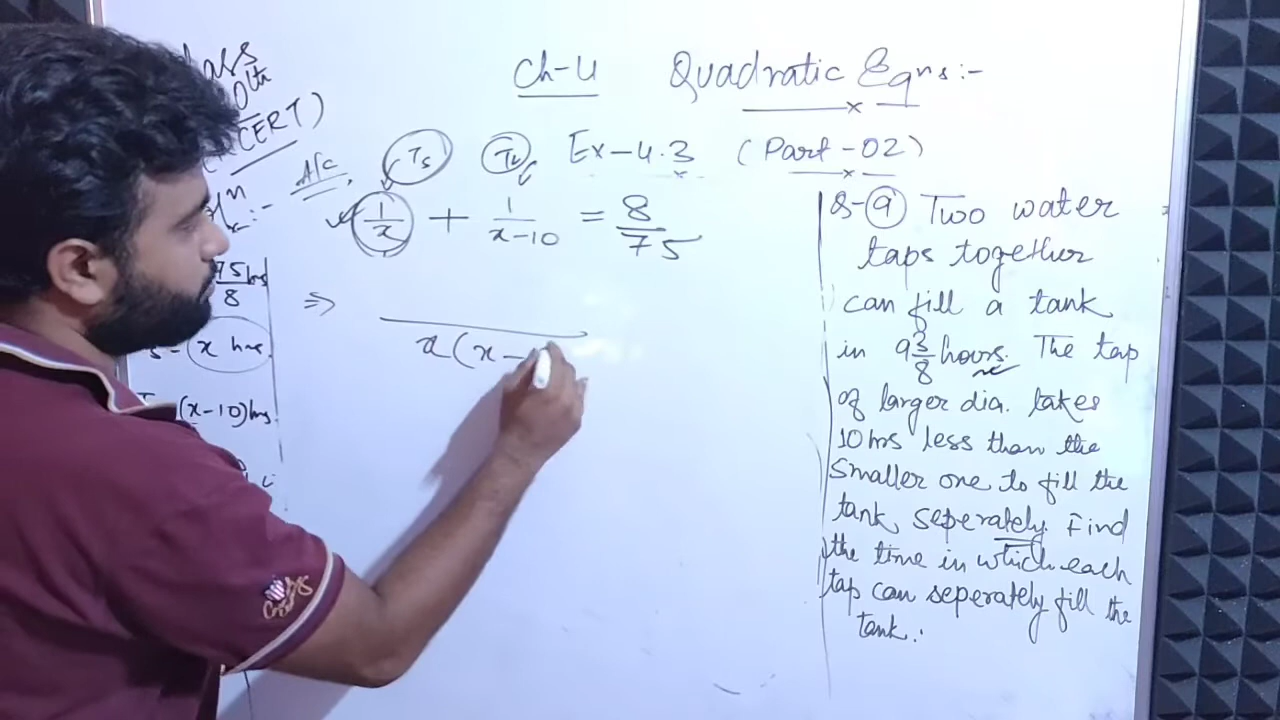 Ch-4 Quadratic Eqns:-
CERT)
A/c
Ts TL Ex-4.3 (Part-02)
1/x + 1/x-10 = 8/75
⇒ x(x-
75/8 hrs
x hrs
(x-10)hrs
Q-9 Two water
taps together
can fill a tank
in 9 3/8 hours. The tap
of larger dia. takes
10 hrs less than the
smaller one to fill the
tank seperately. Find
the time in which each
tap can seperately fill the
tank.